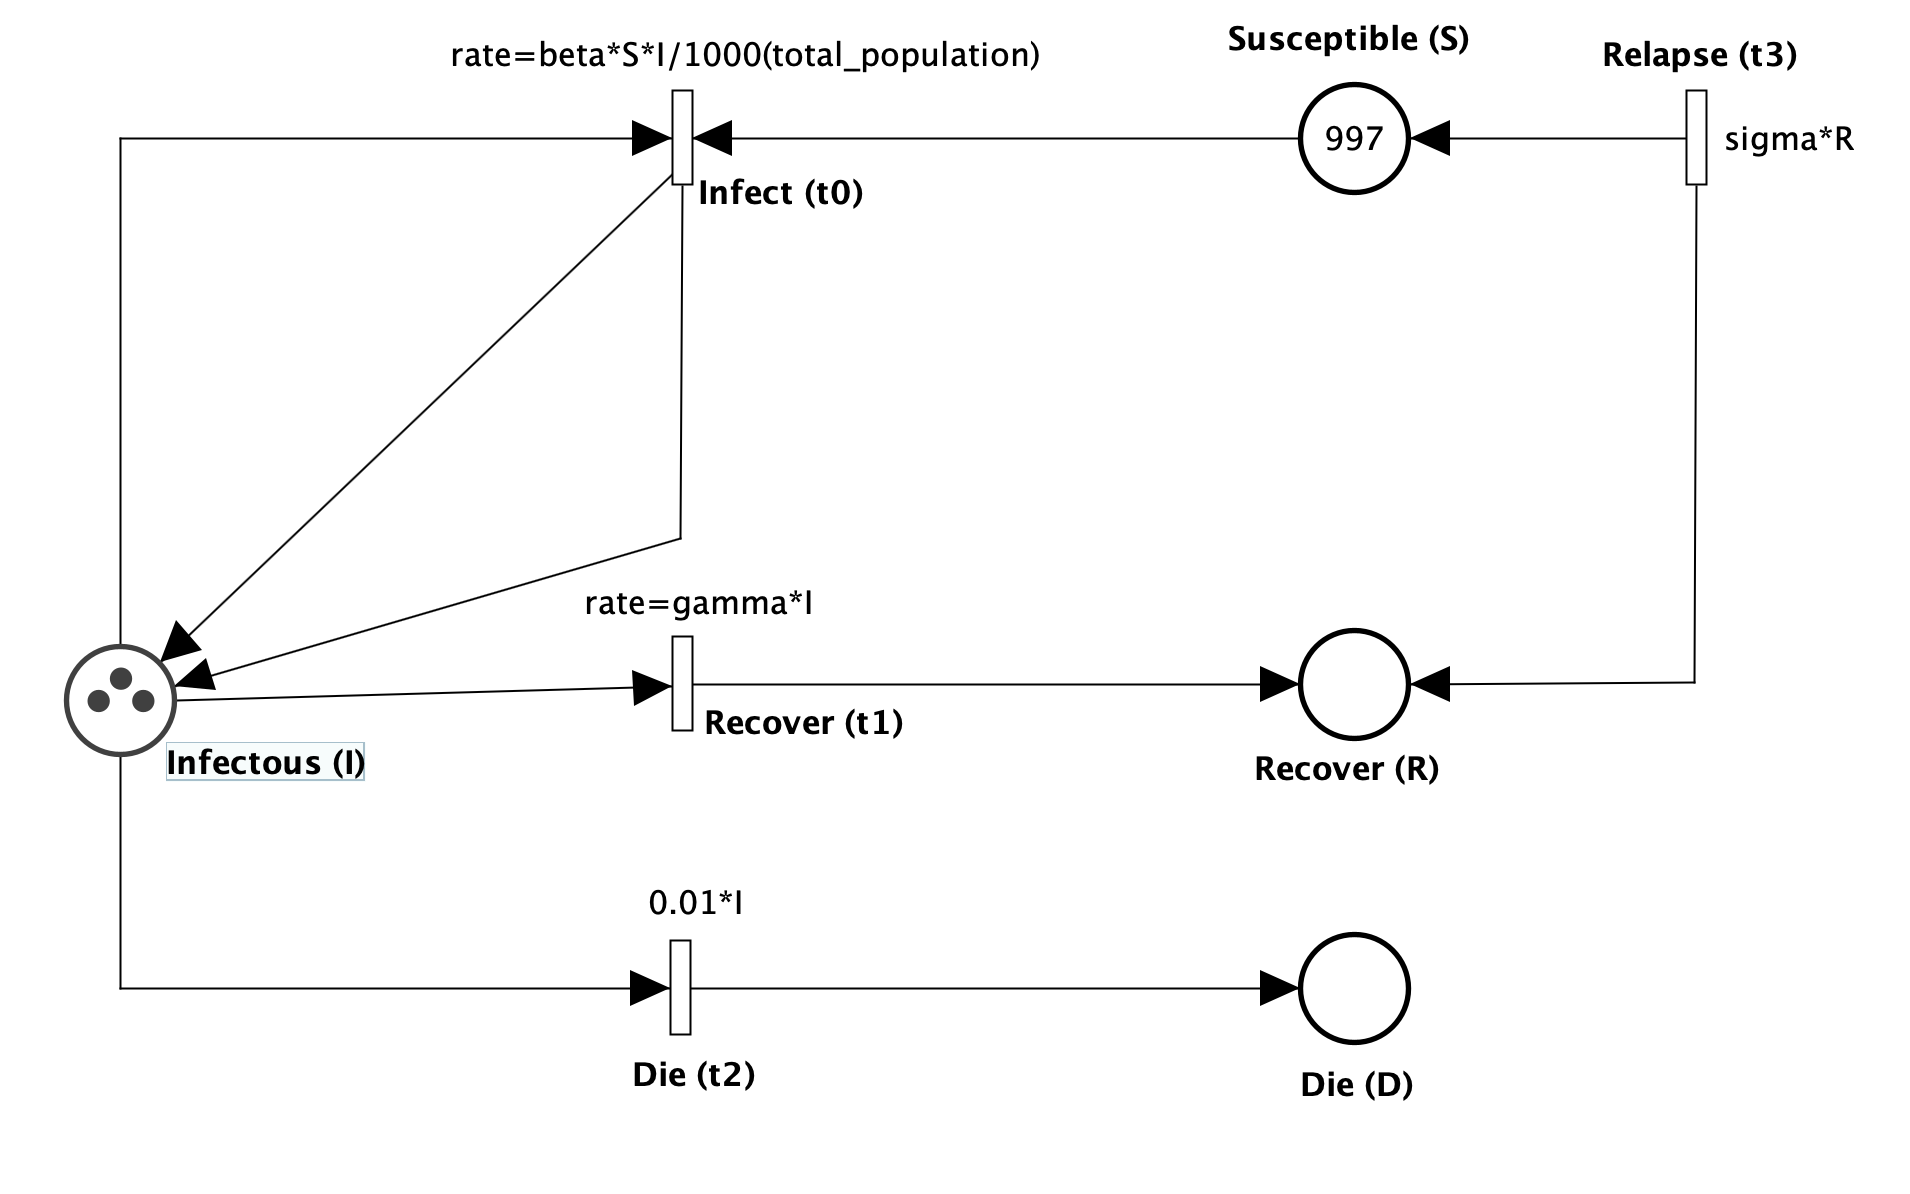 Susceptible (S)
rate=beta*S*I/1000(total_population)
Relapse (t3)
997
sigma*R
Infect (t0)
rate=gamma*I
Recover (t1)
Infectous (I)
Recover (R)
0.01*I
Die (t2)
Die (D)